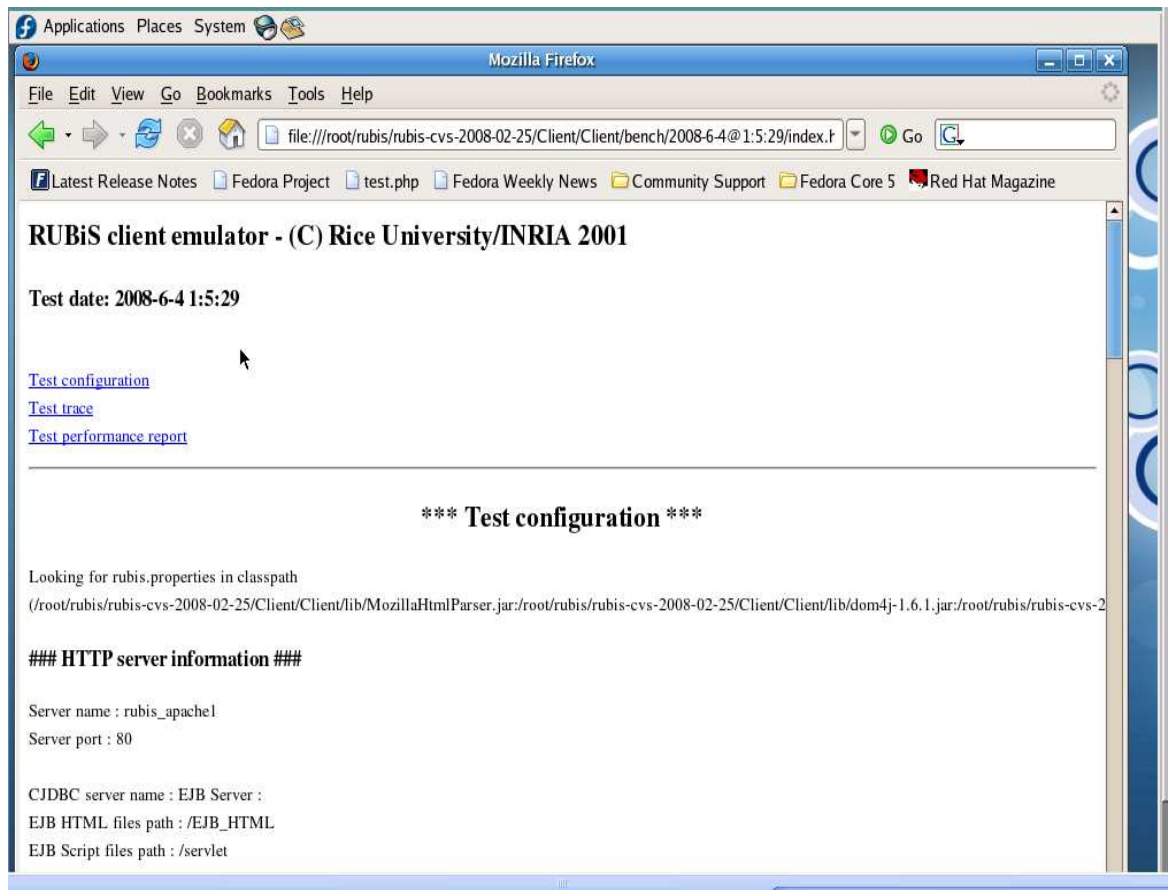 Applications Places System
Mozilla Firefox
File Edit View Go Bookmarks Tools Help
file:///root/rubis/rubis-cvs-2008-02-25/Client/Client/bench/2008-6-4@1:5:29/index.h Go G
Latest Release Notes Fedora Project test.php Fedora Weekly News Community Support Fedora Core 5 Red Hat Magazine
RUBiS client emulator - (C) Rice University/INRIA 2001
Test date: 2008-6-4 1:5:29
Test configuration
Test trace
Test performance report
*** Test configuration ***
Looking for rubis.properties in classpath
(/root/rubis/rubis-cvs-2008-02-25/Client/Client/lib/MozillaHtmlParser.jar:/root/rubis/rubis-cvs-2008-02-25/Client/Client/lib/dom4j-1.6.1.jar:/root/rubis/rubis-cvs-2
### HTTP server information ###
Server name : rubis_apache1
Server port : 80
CJDBC server name : EJB Server :
EJB HTML files path : /EJB_HTML
EJB Script files path : /servlet